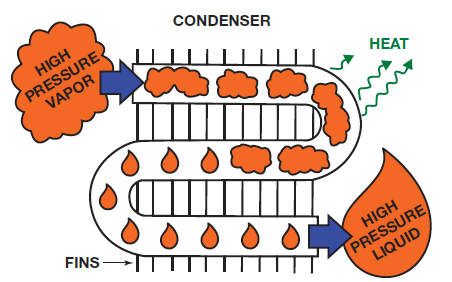 CONDENSER
HEAT
HIGH
PRESSURE
VAPOR
HIGH
PRESSURE
LIQUID
FINS